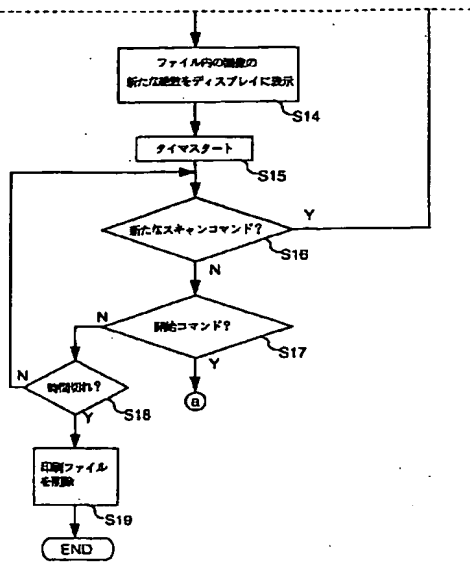 ファイル内の画像の
新たな総数をディスプレイに表示
S14
タイマスタート
S15
新たなスキャンコマンド?
Y
S16
N
開始コマンド?
N
S17
Y
a
時間切れ?
N
S18
Y
印刷ファイル
を削除
S19
END